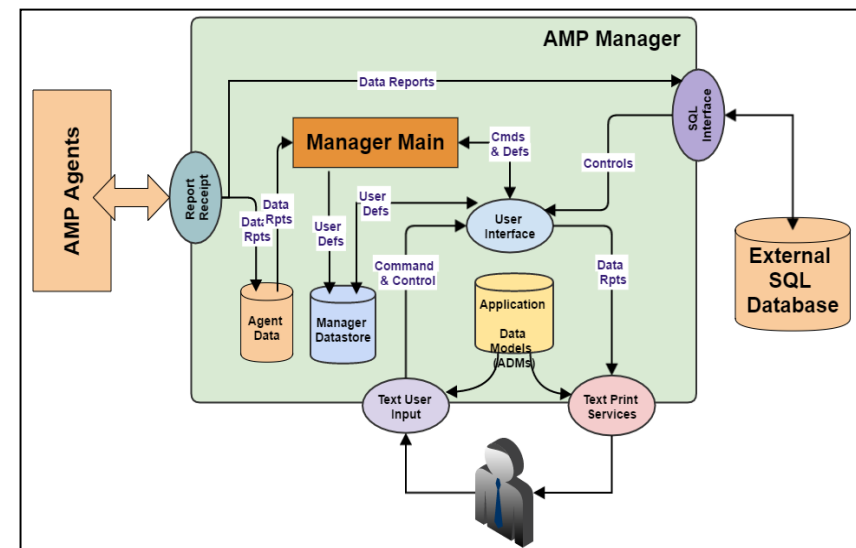 AMP Manager
Data Reports
AMP Agents
Report
Receipt
Manager Main
Cmds
& Defs
SQL
Interface
Controls
Data
Rpts
Data
Rpts
User
Defs
User
Defs
User
Interface
Command
& Control
Data
Rpts
External
SQL
Database
Agent
Data
Manager
Datastore
Application
Data
Models
(ADMs)
Text User
Input
Text Print
Services